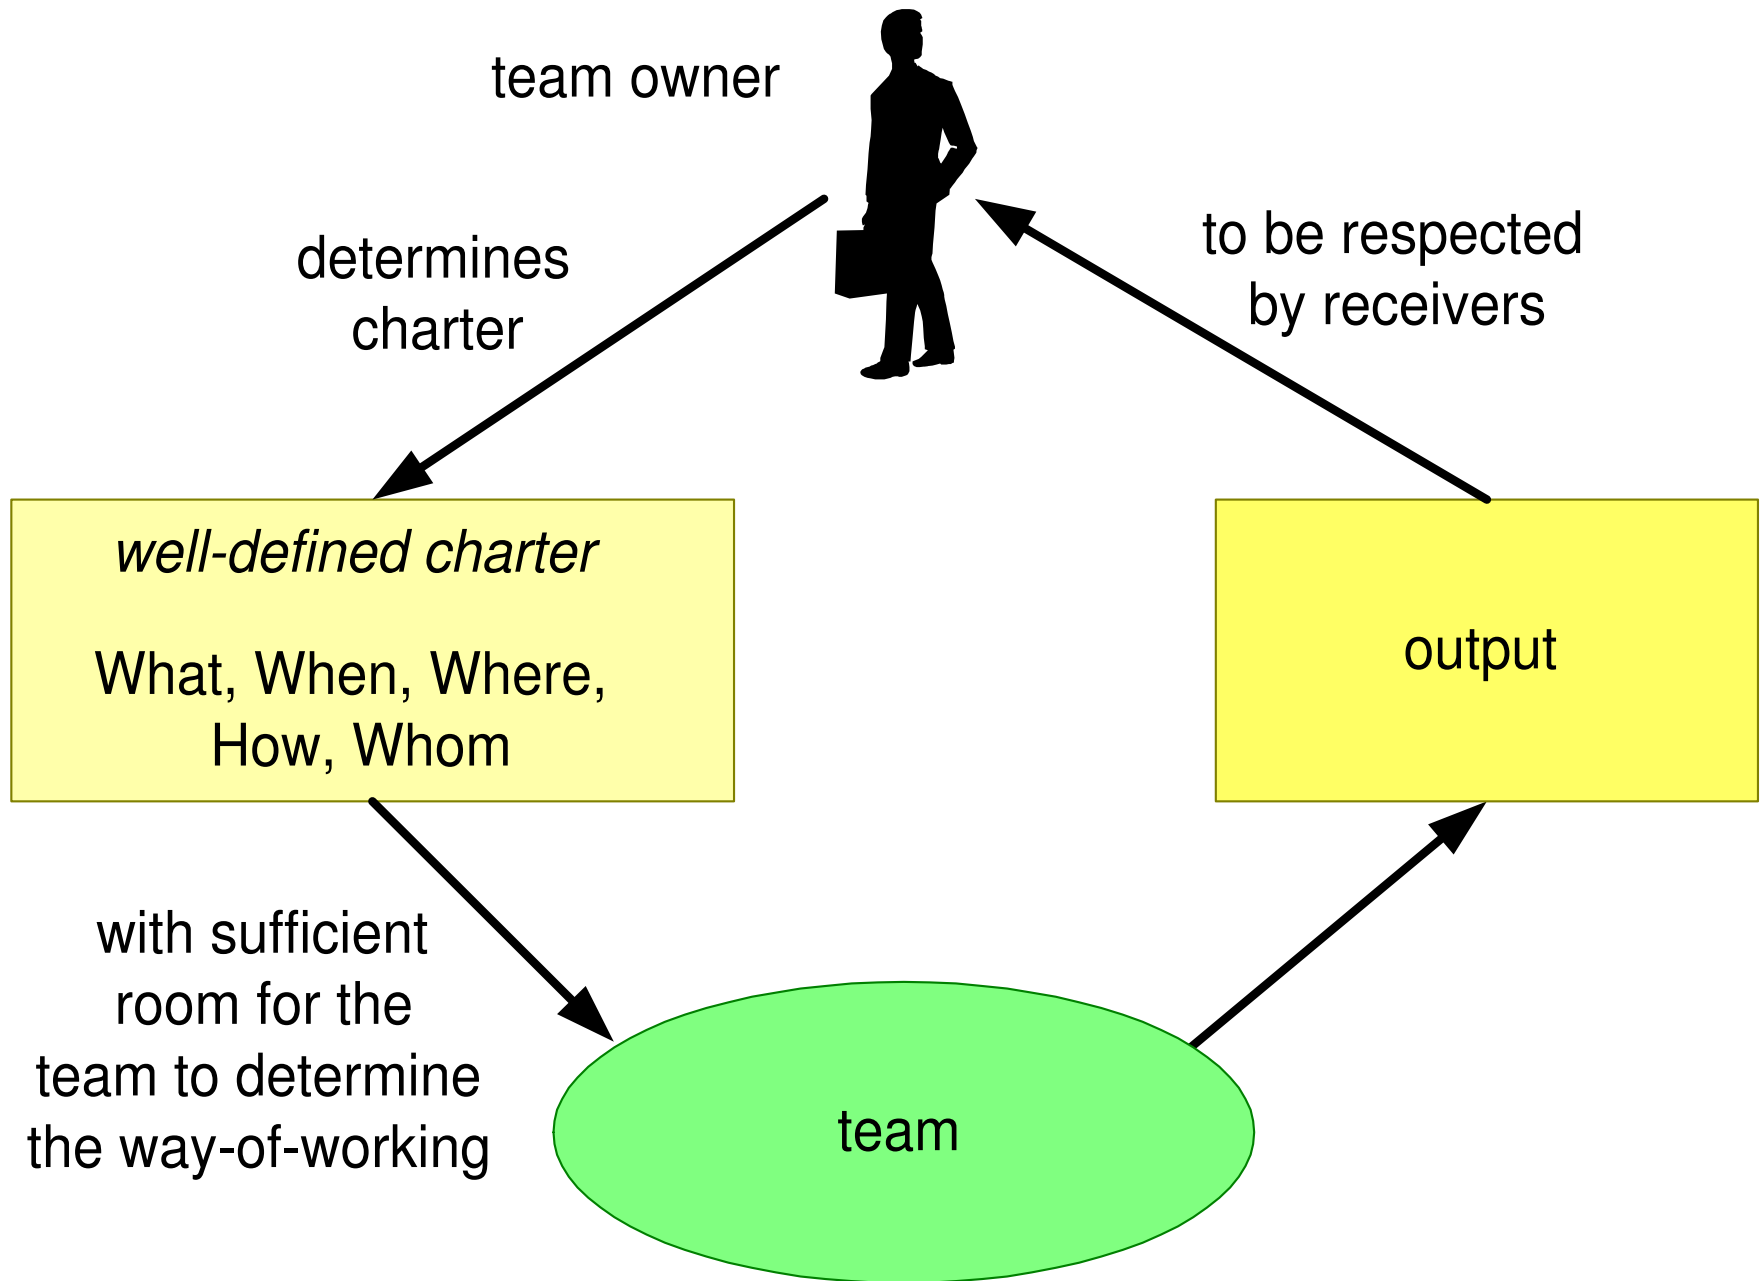 team owner
determines
charter
to be respected
by receivers
well-defined charter
What, When, Where,
How, Whom
output
with sufficient
room for the
team to determine
the way-of-working
team